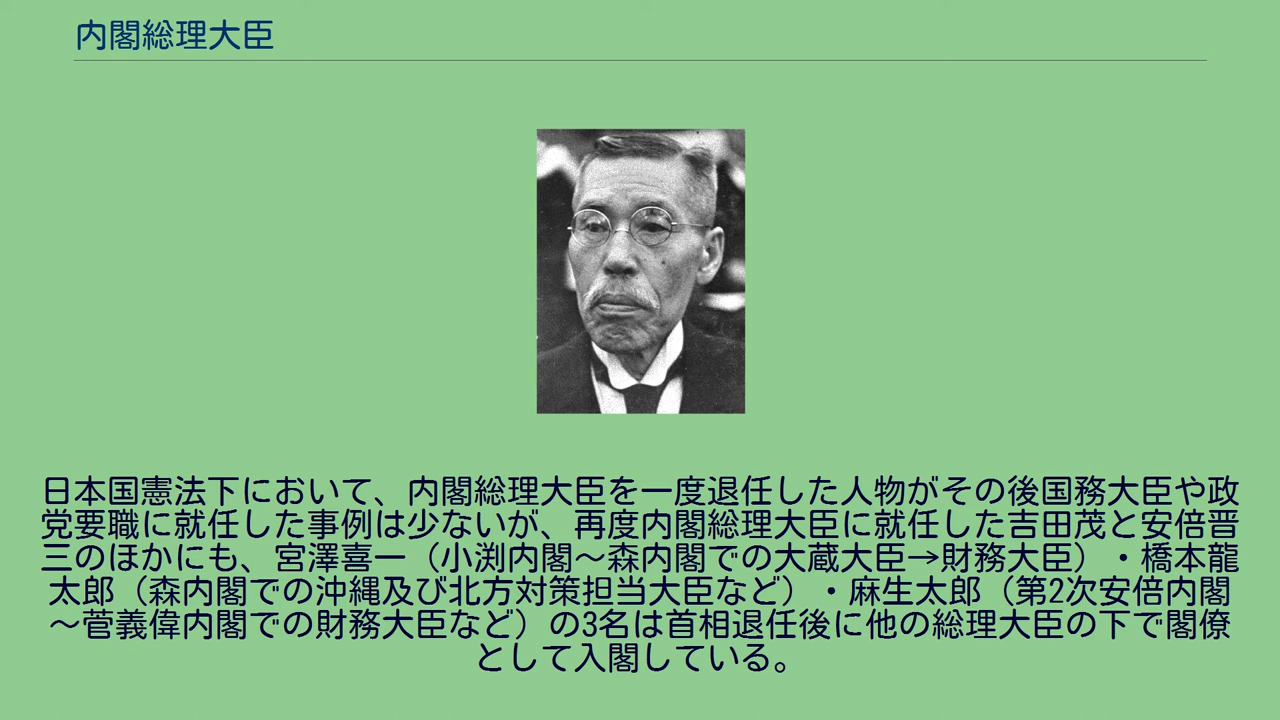 内閣総理大臣
日本国憲法下において、内閣総理大臣を一度退任した人物がその後国務大臣や政
党要職に就任した事例は少ないが、再度内閣総理大臣に就任した吉田茂と安倍晋
三のほかにも、宮澤喜一（小渕内閣〜森内閣での大蔵大臣→財務大臣）・橋本龍
太郎（森内閣での沖縄及び北方対策担当大臣など）・麻生太郎（第2次安倍内閣
〜菅義偉内閣での財務大臣など）の3名は首相退任後に他の総理大臣の下で閣僚
として入閣している。